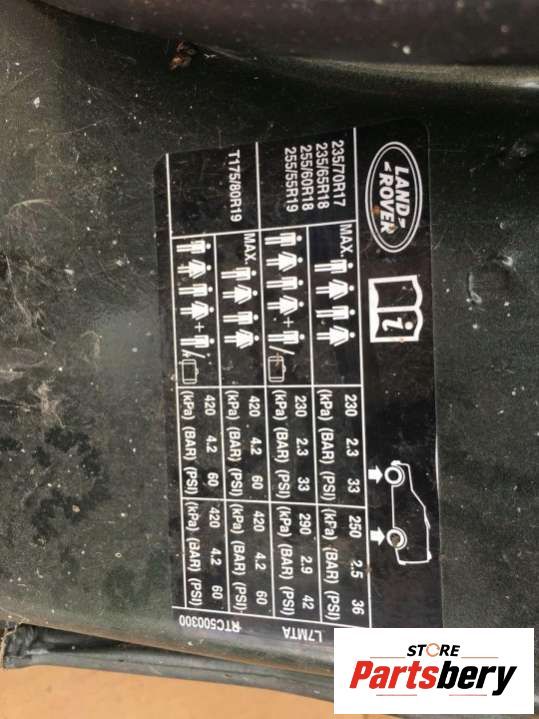 LAND
ROVER
235/70R17
235/65R18
255/60R18
255/55R19
MAX.
230 2.3 33
(kPa) (BAR) (PSI)
250 2.5 36
(kPa) (BAR) (PSI)
+ /
230 2.3 33
(kPa) (BAR) (PSI)
290 2.9 42
(kPa) (BAR) (PSI)
T175/80R19
MAX.
420 4.2 60
(kPa) (BAR) (PSI)
420 4.2 60
(kPa) (BAR) (PSI)
+ /
420 4.2 60
(kPa) (BAR) (PSI)
420 4.2 60
(kPa) (BAR) (PSI)
RTC500300
L7MTA
STORE
Partsbery